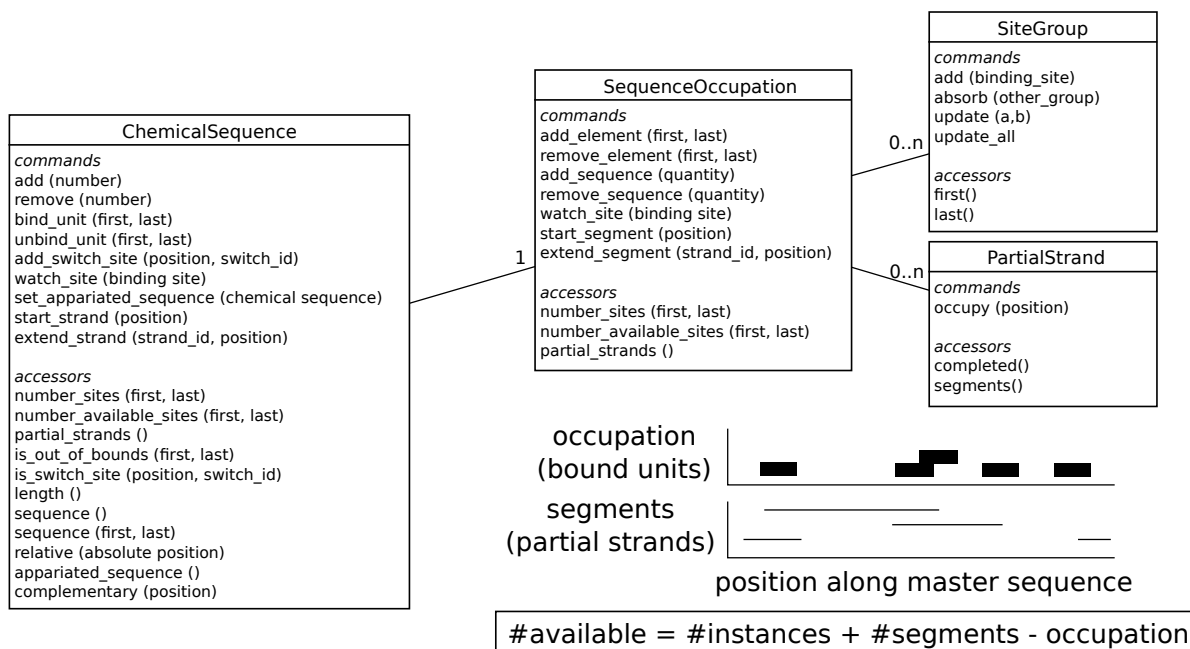 ChemicalSequence
commands
add (number)
remove (number)
bind_unit (first, last)
unbind_unit (first, last)
add_switch_site (position, switch_id)
watch_site (binding site)
set_appariated_sequence (chemical sequence)
start_strand (position)
extend_strand (strand_id, position)
accessors
number_sites (first, last)
number_available_sites (first, last)
partial_strands ()
is_out_of_bounds (first, last)
is_switch_site (position, switch_id)
length ()
sequence ()
sequence (first, last)
relative (absolute position)
appariated_sequence ()
complementary (position)
1
SequenceOccupation
commands
add_element (first, last)
remove_element (first, last)
add_sequence (quantity)
remove_sequence (quantity)
watch_site (binding site)
start_segment (position)
extend_segment (strand_id, position)
accessors
number_sites (first, last)
number_available_sites (first, last)
partial_strands ()
0..n
SiteGroup
commands
add (binding_site)
absorb (other_group)
update (a,b)
update_all
accessors
first()
last()
0..n
PartialStrand
commands
occupy (position)
accessors
completed()
segments()
occupation
(bound units)
segments
(partial strands)
position along master sequence
#available = #instances + #segments - occupation